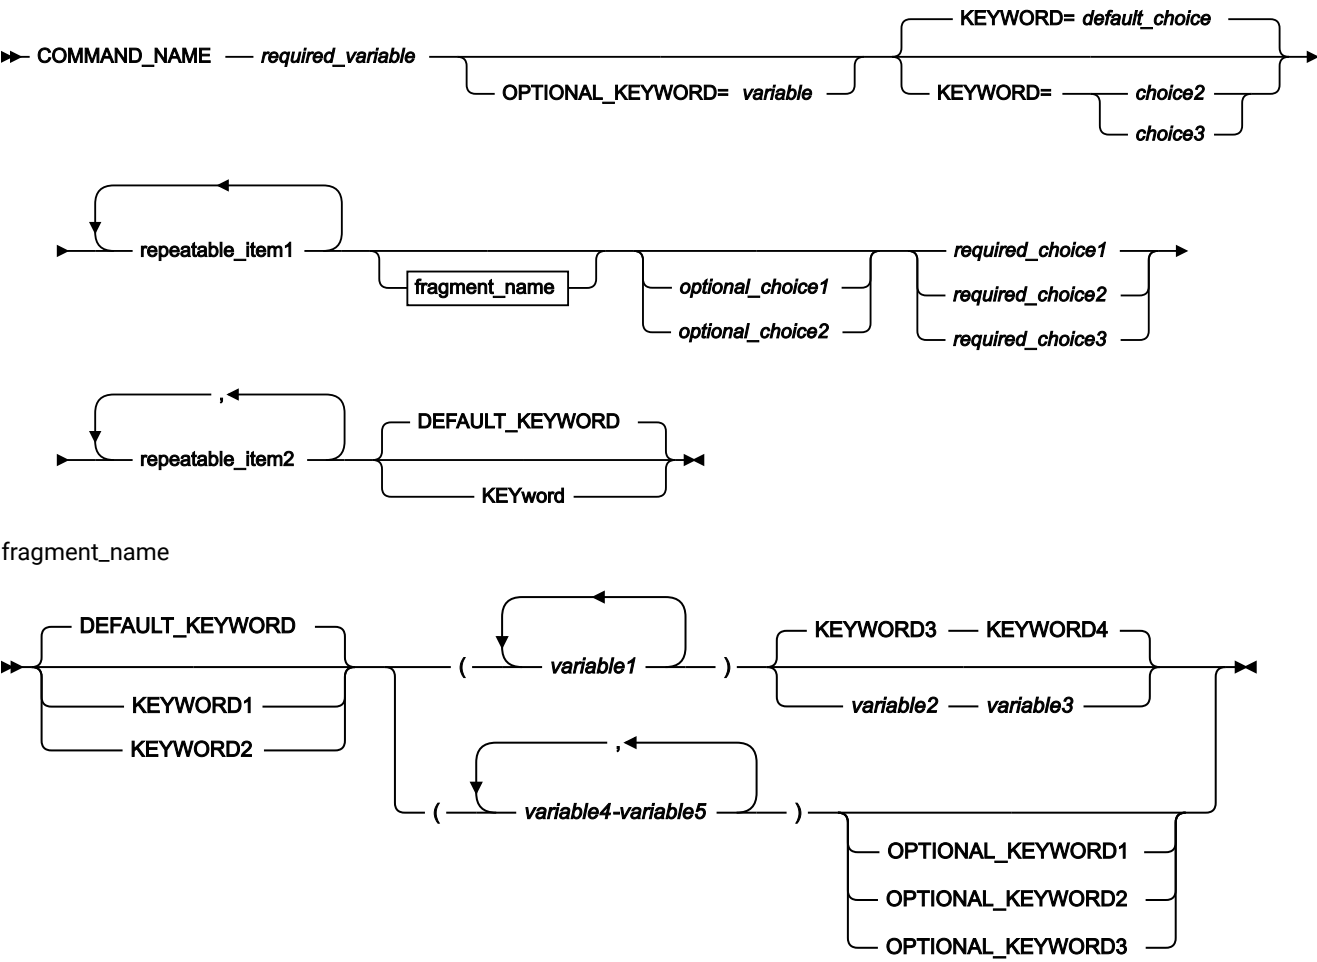 KEYWORD= default_choice
COMMAND_NAME required_variable
OPTIONAL_KEYWORD= variable KEYWORD= choice2
choice3
repeatable_item1 required_choice1
fragment_name optional_choice1 required_choice2
optional_choice2 required_choice3
,
DEFAULT_KEYWORD
repeatable_item2
KEYword
fragment_name
DEFAULT_KEYWORD KEYWORD3 KEYWORD4
( variable1 )
KEYWORD1 variable2 variable3
KEYWORD2
,
( variable4-variable5 )
OPTIONAL_KEYWORD1
OPTIONAL_KEYWORD2
OPTIONAL_KEYWORD3